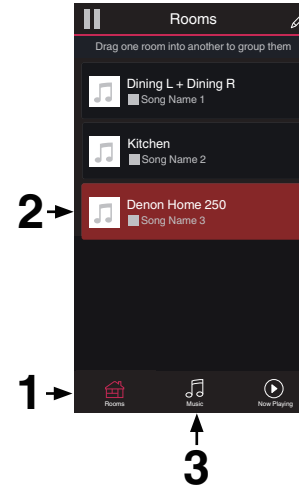 Rooms
Drag one room into another to group them
Dining L + Dining R
Song Name 1
Kitchen
Song Name 2
2
Denon Home 250
Song Name 3
1
Rooms
Music
Now Playing
3